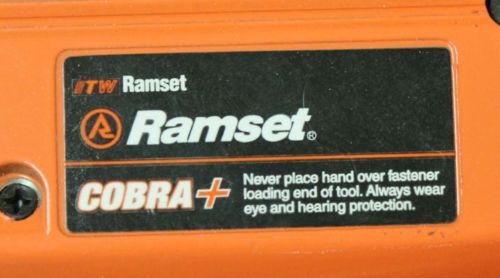 ITW Ramset
Ramset®
COBRA+
Never place hand over fastener
loading end of tool. Always wear
eye and hearing protection.